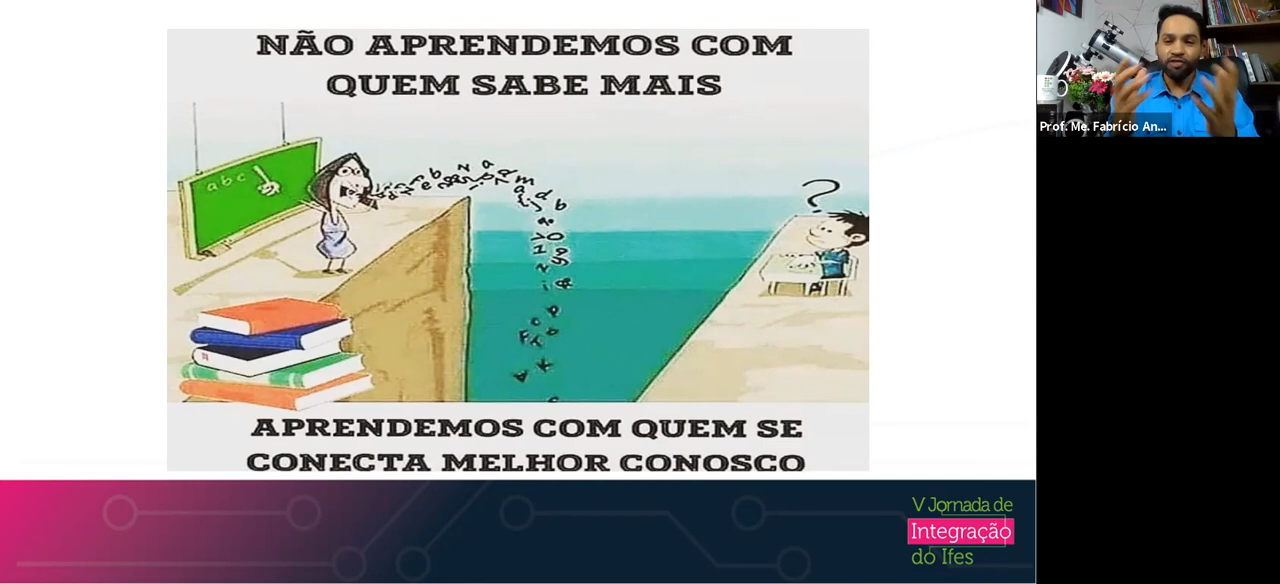 NÃO APRENDEMOS COM
QUEM SABE MAIS
abc
?
APRENDEMOS COM QUEM SE
CONECTA MELHOR CONOSCO
V Jornada de
Integração
do Ifes
Prof. Me. Fabrício An...